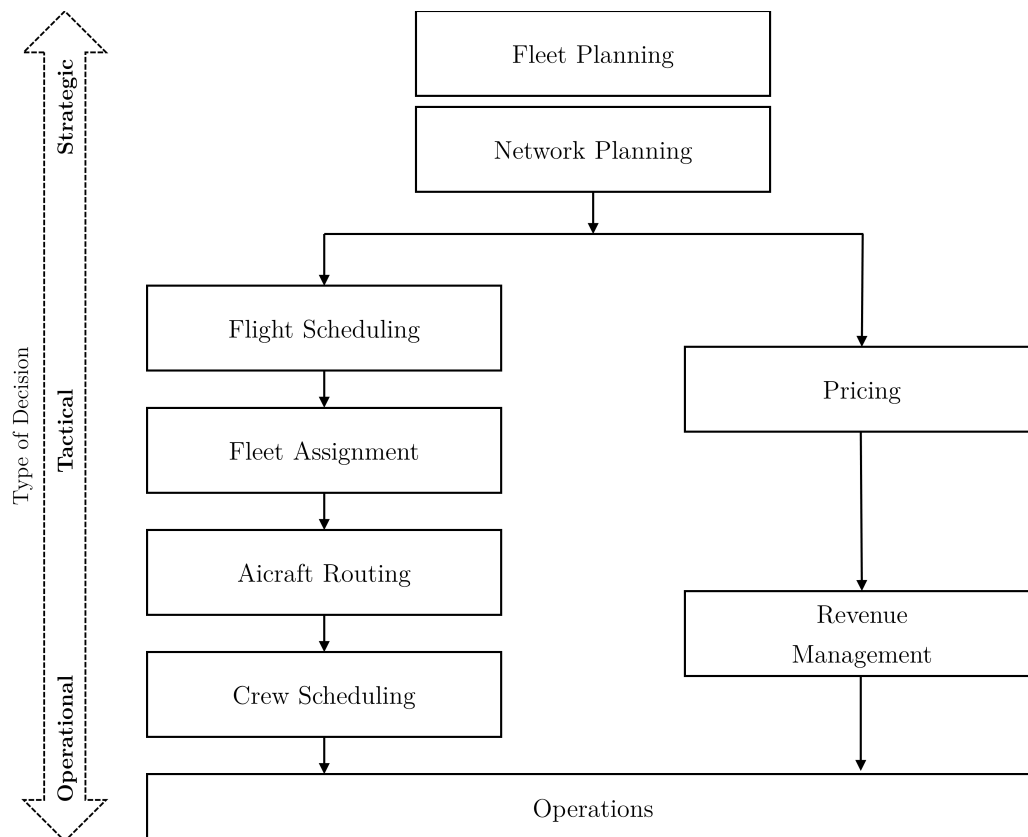 Fleet Planning
Network Planning
Flight Scheduling
Fleet Assignment
Aicraft Routing
Crew Scheduling
Pricing
Revenue
Management
Operations
Type of Decision
Strategic
Tactical
Operational